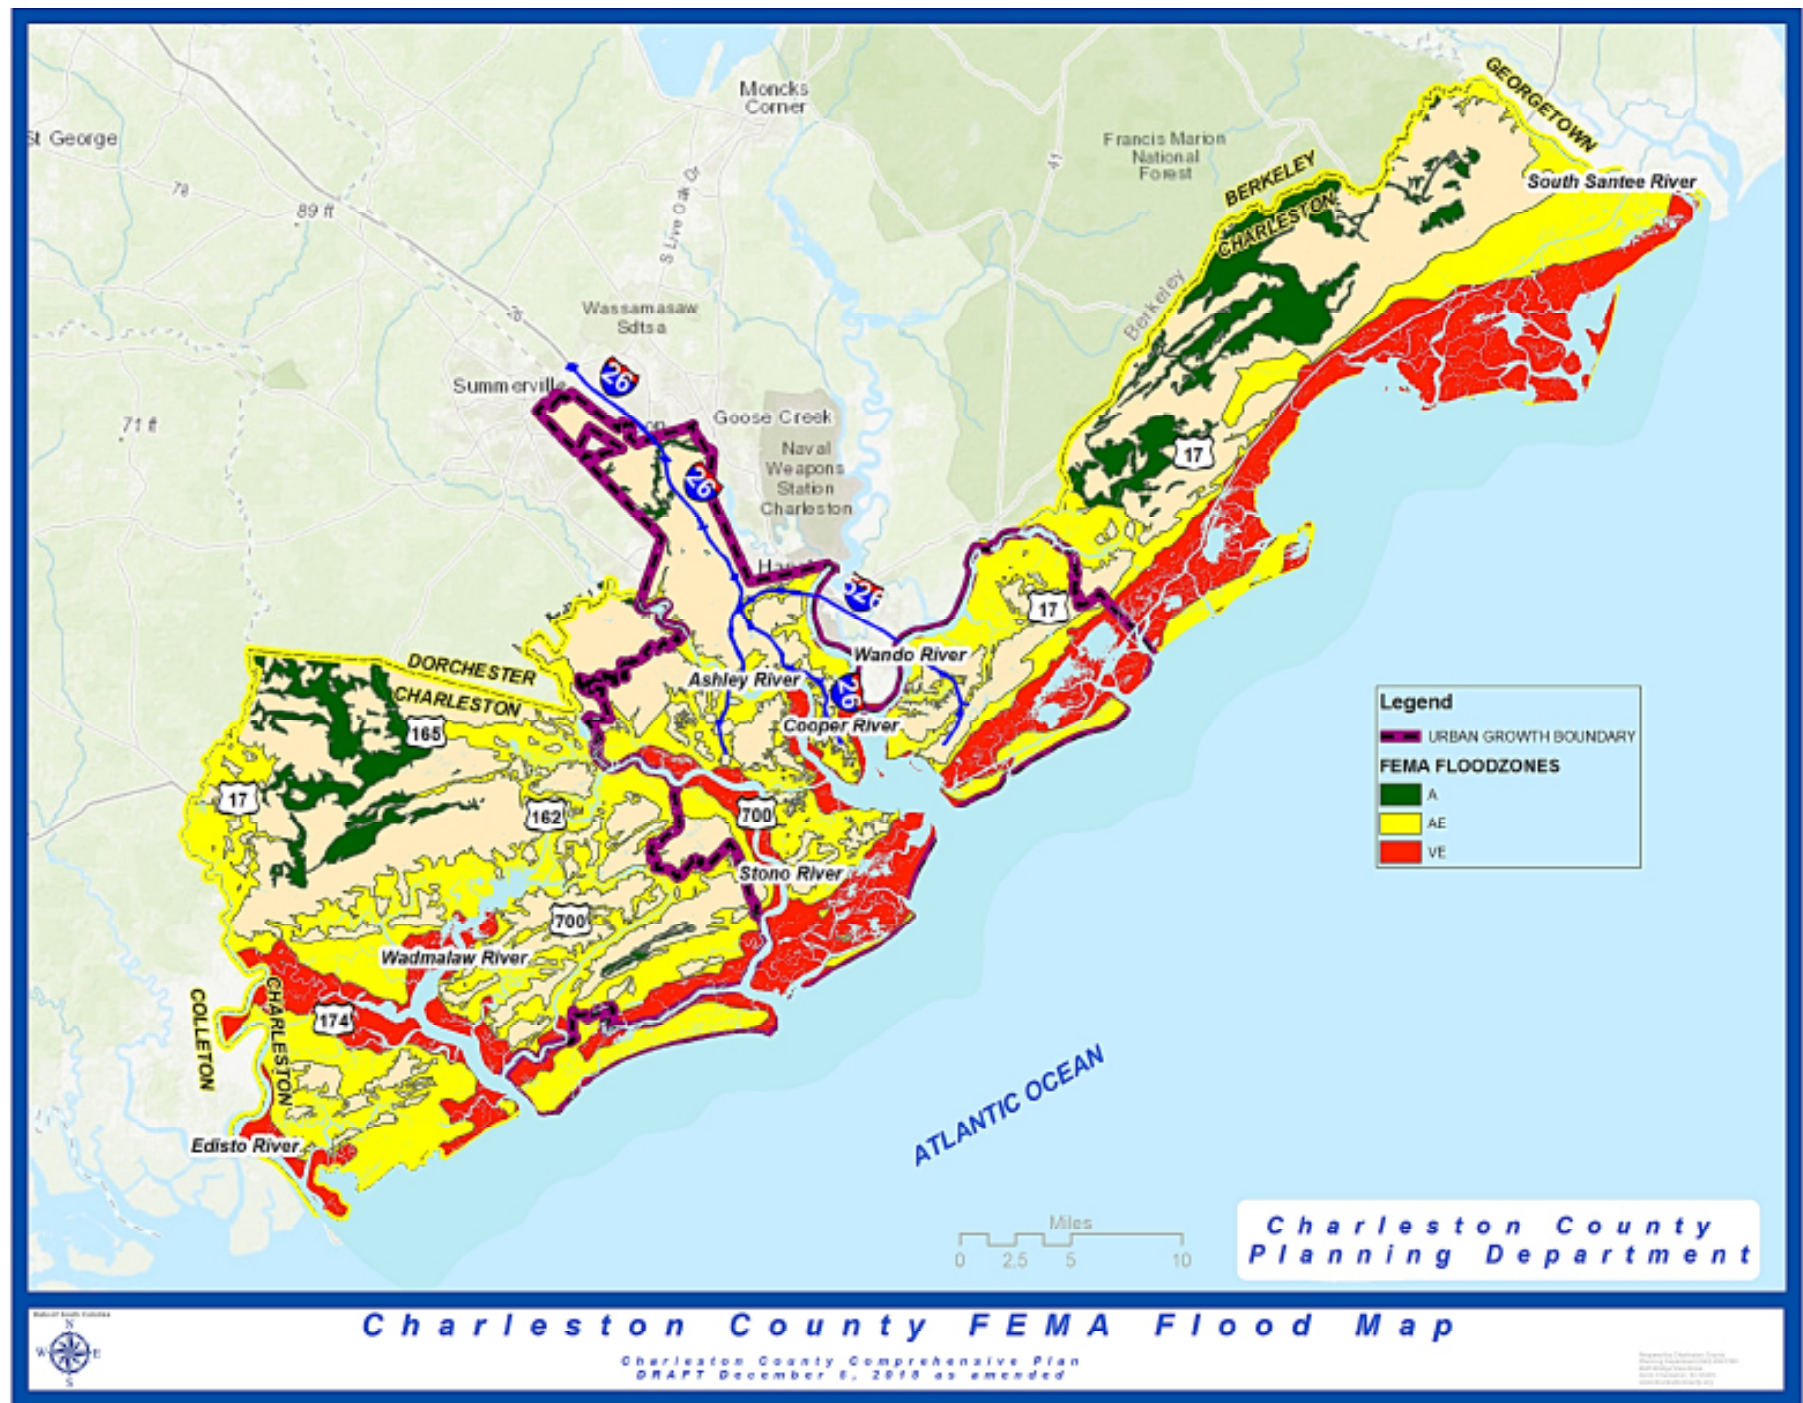 Moncks
Corner
St George
78
89 ft
S Live Oak Dr
41
Francis Marion
National
Forest
GEORGETOWN
BERKELEY
CHARLESTON
South Santee River
Berkeley
26
Wassamasaw
Sdtsa
Summerville
26
71 ft
Goose Creek
Naval
Weapons
Station
Charleston
26
17
526
17
Wando River
DORCHESTER
CHARLESTON
Ashley River
26
Cooper River
165
17
162
700
Stono River
700
Wadmalaw River
174
COLLETON
CHARLESTON
Edisto River
ATLANTIC OCEAN
Legend
URBAN GROWTH BOUNDARY
FEMA FLOODZONES
A
AE
VE
Miles
0 2.5 5 10
Charleston County
Planning Department
N
W E
S
Charleston County FEMA Flood Map
Charleston County Comprehensive Plan
DRAFT December 8, 2018 as amended